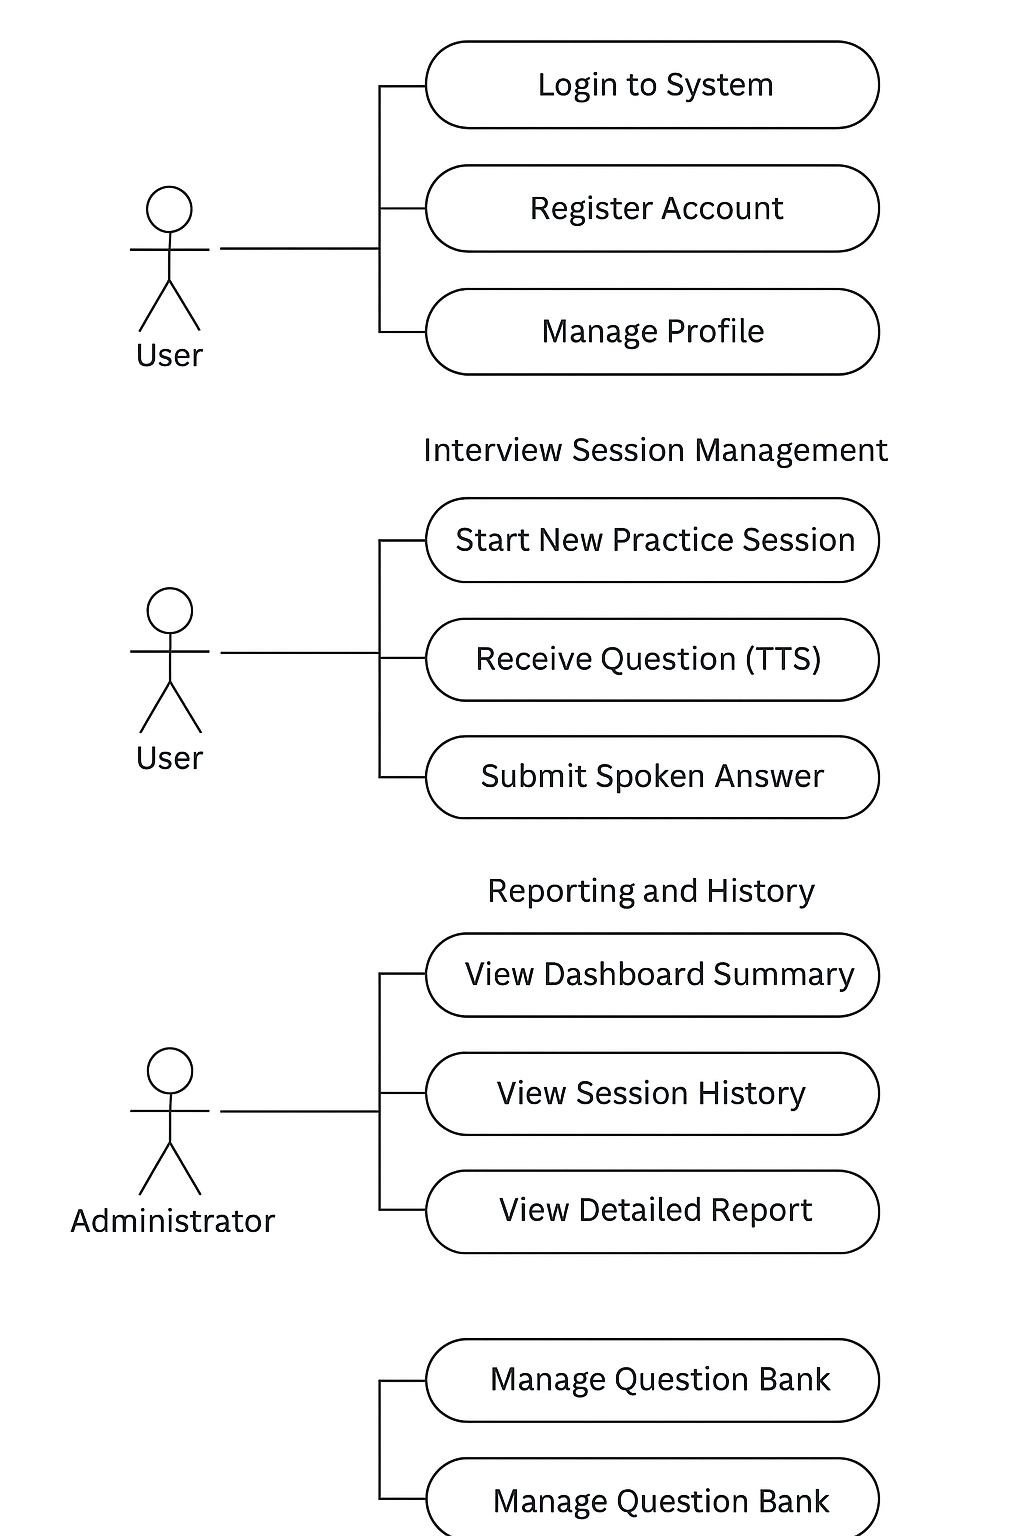 Login to System
Register Account
Manage Profile
User
Interview Session Management
Start New Practice Session
Receive Question (TTS)
Submit Spoken Answer
User
Reporting and History
View Dashboard Summary
View Session History
View Detailed Report
Administrator
Manage Question Bank
Manage Question Bank